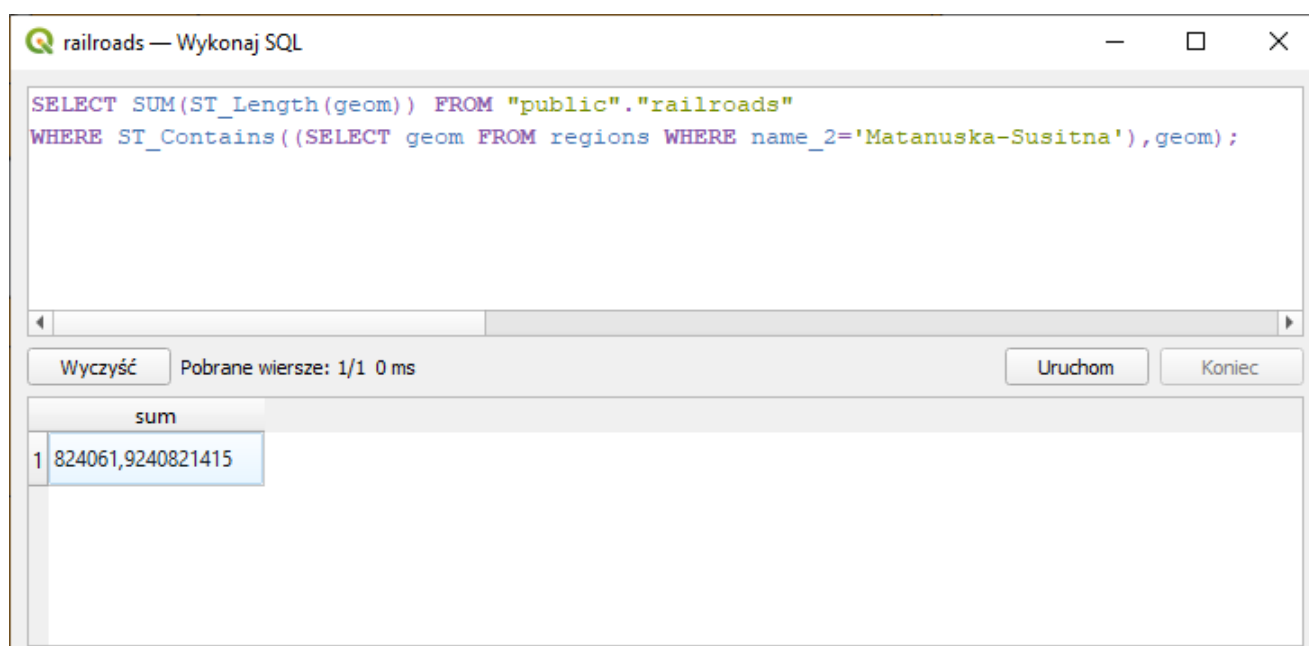 railroads — Wykonaj SQL
SELECT SUM(ST_Length(geom)) FROM "public"."railroads"
WHERE ST_Contains((SELECT geom FROM regions WHERE name_2='Matanuska-Susitna'),geom);
Wyczyść Pobrane wiersze: 1/1 0 ms Uruchom Koniec
sum
1 824061,9240821415